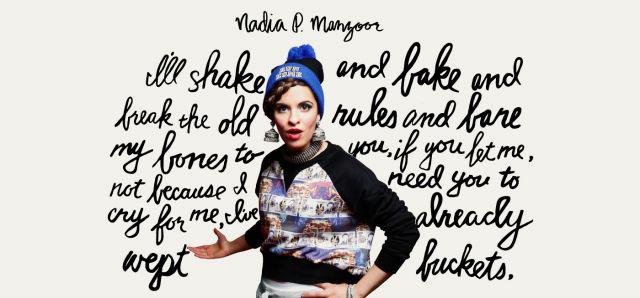 Nadia P. Manzoor
I'll shake and bake and
break the old rules and bare
my bones to you, if you let me,
not because I need you to
cry for me, I've already
wept buckets.